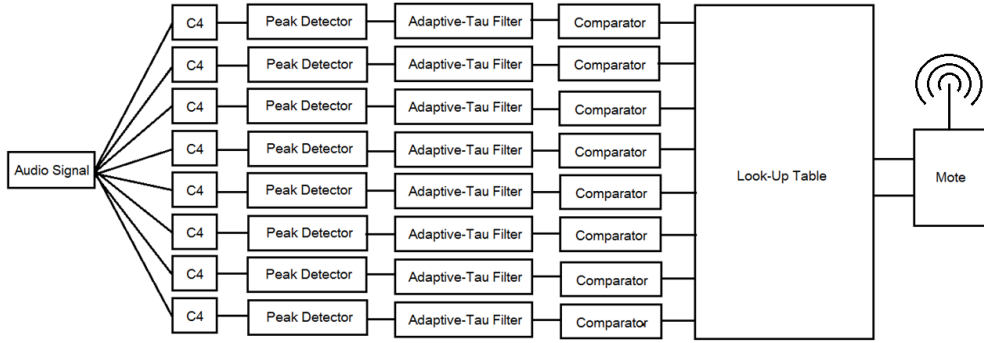 C4 Peak Detector Adaptive-Tau Filter Comparator
C4 Peak Detector Adaptive-Tau Filter Comparator
C4 Peak Detector Adaptive-Tau Filter Comparator
C4 Peak Detector Adaptive-Tau Filter Comparator
Audio Signal
C4 Peak Detector Adaptive-Tau Filter Comparator
C4 Peak Detector Adaptive-Tau Filter Comparator
C4 Peak Detector Adaptive-Tau Filter Comparator
C4 Peak Detector Adaptive-Tau Filter Comparator
Look-Up Table
Mote